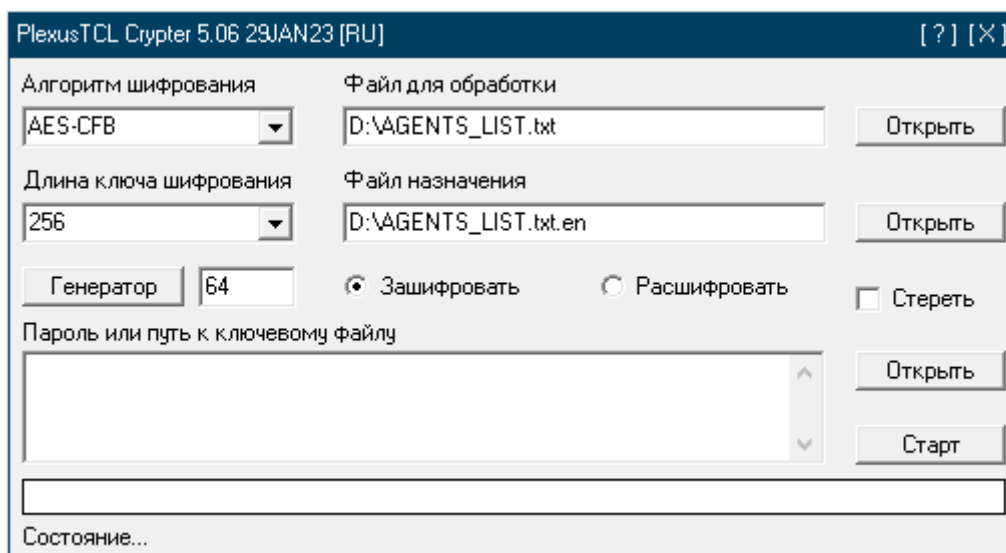 PlexusTCL Crypter 5.06 29JAN23 [RU] [ ? ] [X]
Алгоритм шифрования Файл для обработки
AES-CFB D:\AGENTS_LIST.txt Открыть
Длина ключа шифрования Файл назначения
256 D:\AGENTS_LIST.txt.en Открыть
Генератор 64 Зашифровать Расшифровать Стереть
Пароль или путь к ключевому файлу
Открыть
Старт
Состояние...